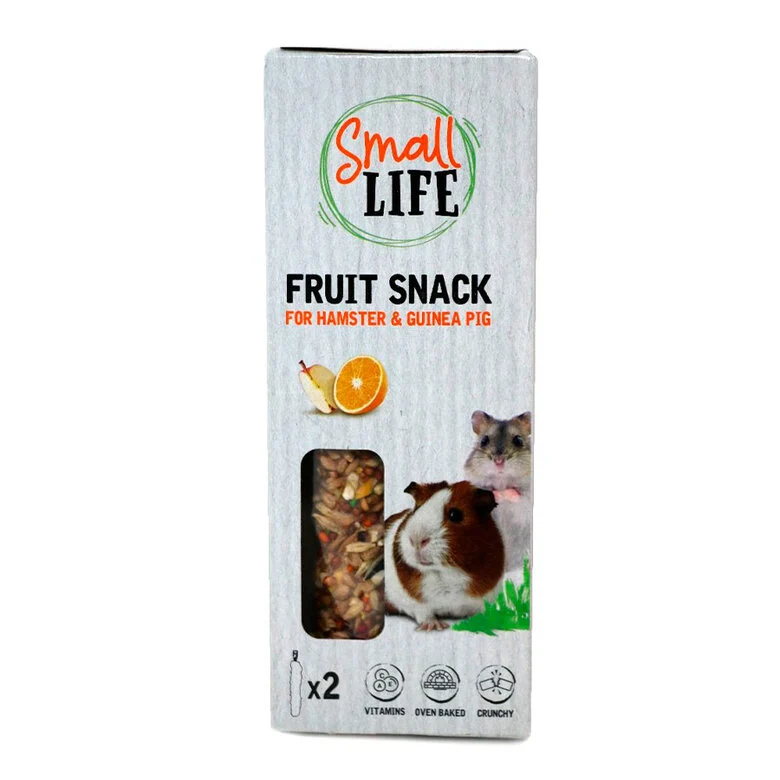 Small
LIFE
FRUIT SNACK
FOR HAMSTER & GUINEA PIG
x2
C
A E
VITAMINS OVEN BAKED CRUNCHY